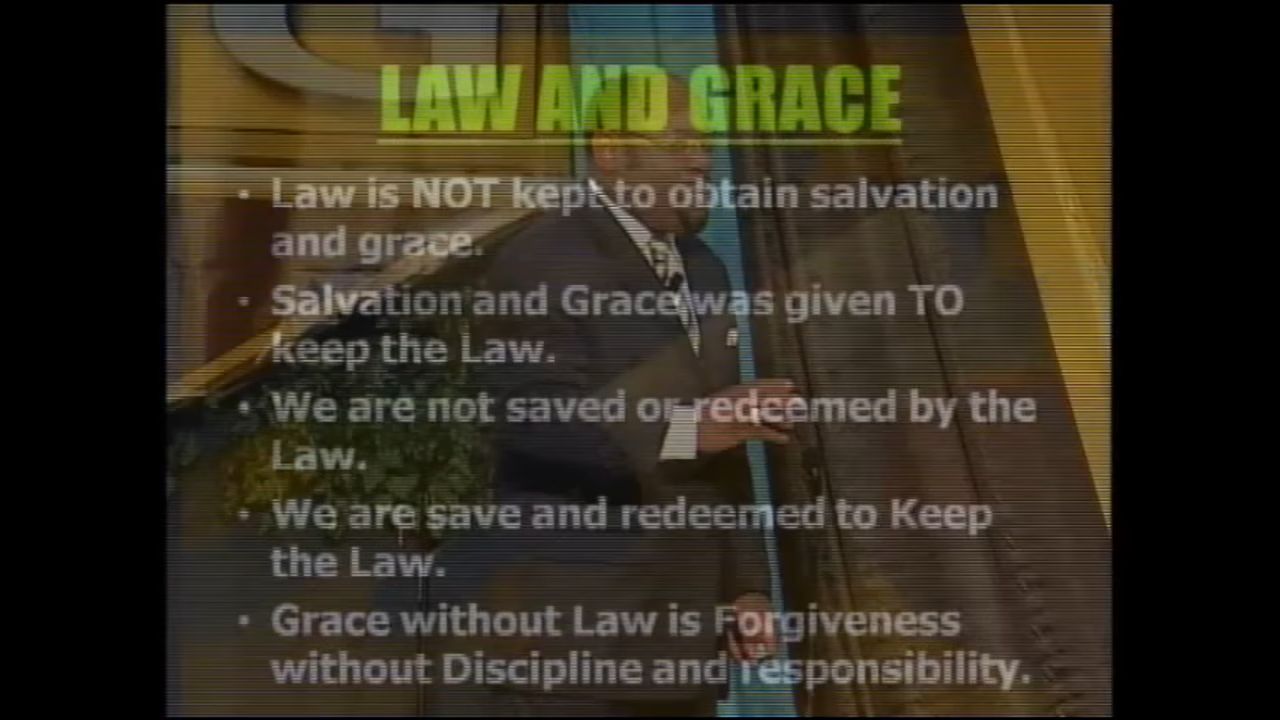 LAW AND GRACE
· Law is NOT kept to obtain salvation
and grace.
· Salvation and Grace was given TO
keep the Law.
· We are not saved or redeemed by the
Law.
· We are save and redeemed to Keep
the Law.
· Grace without Law is Forgiveness
without Discipline and responsibility.